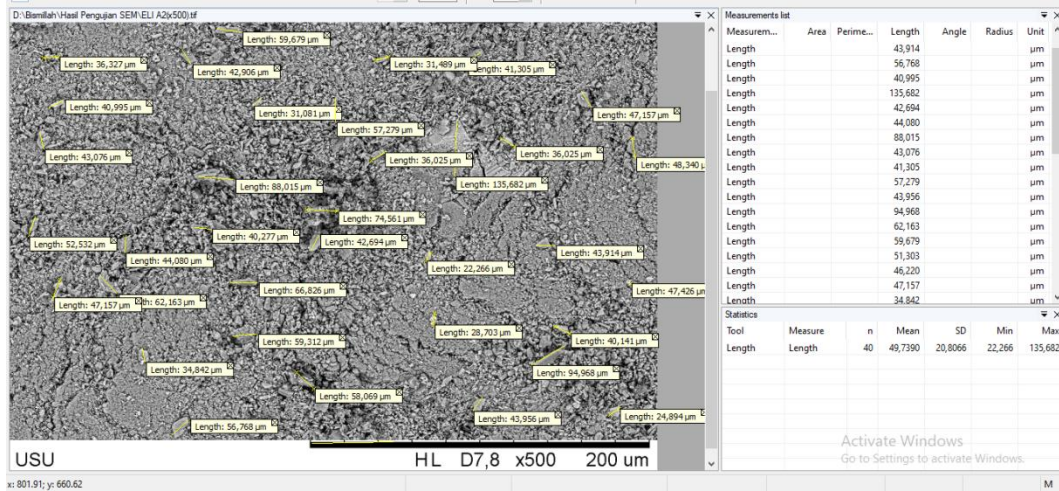 D:\Bismillah\Hasil Pengujian SEM\ELI A2(x500).tif
Length: 59,679 µm
Length: 36,327 µm
Length: 42,906 µm
Length: 31,489 µm
Length: 41,305 µm
Length: 40,995 µm
Length: 31,081 µm
Length: 47,157 µm
Length: 57,279 µm
Length: 43,076 µm
Length: 36,025 µm
Length: 36,025 µm
Length: 48,340 µ
Length: 88,015 µm
Length: 135,682 µm
Length: 74,561 µm
Length: 52,532 µm
Length: 40,277 µm
Length: 42,694 µm
Length: 43,914 µm
Length: 44,080 µm
Length: 22,266 µm
Length: 66,826 µm
Length: 47,426 µm
Length: 47,157 µm
gth: 62,163 µm
Length: 28,703 µm
Length: 59,312 µm
Length: 40,141 µm
Length: 34,842 µm
Length: 94,968 µm
Length: 58,069 µm
Length: 43,956 µm
Length: 24,894 µm
Length: 56,768 µm
USU HL D7,8 x500 200 um
x: 801.91; y: 660.62
Measurements list
Measurem... Area Perime... Length Angle Radius Unit
Length 43,914 µm
Length 56,768 µm
Length 40,995 µm
Length 135,682 µm
Length 42,694 µm
Length 44,080 µm
Length 88,015 µm
Length 43,076 µm
Length 41,305 µm
Length 57,279 µm
Length 43,956 µm
Length 94,968 µm
Length 62,163 µm
Length 59,679 µm
Length 51,303 µm
Length 46,220 µm
Length 47,157 µm
Length 34,842 µm
Statistics
Tool Measure n Mean SD Min Max
Length Length 40 49,7390 20,8066 22,266 135,682
Activate Windows
Go to Settings to activate Windows.
M